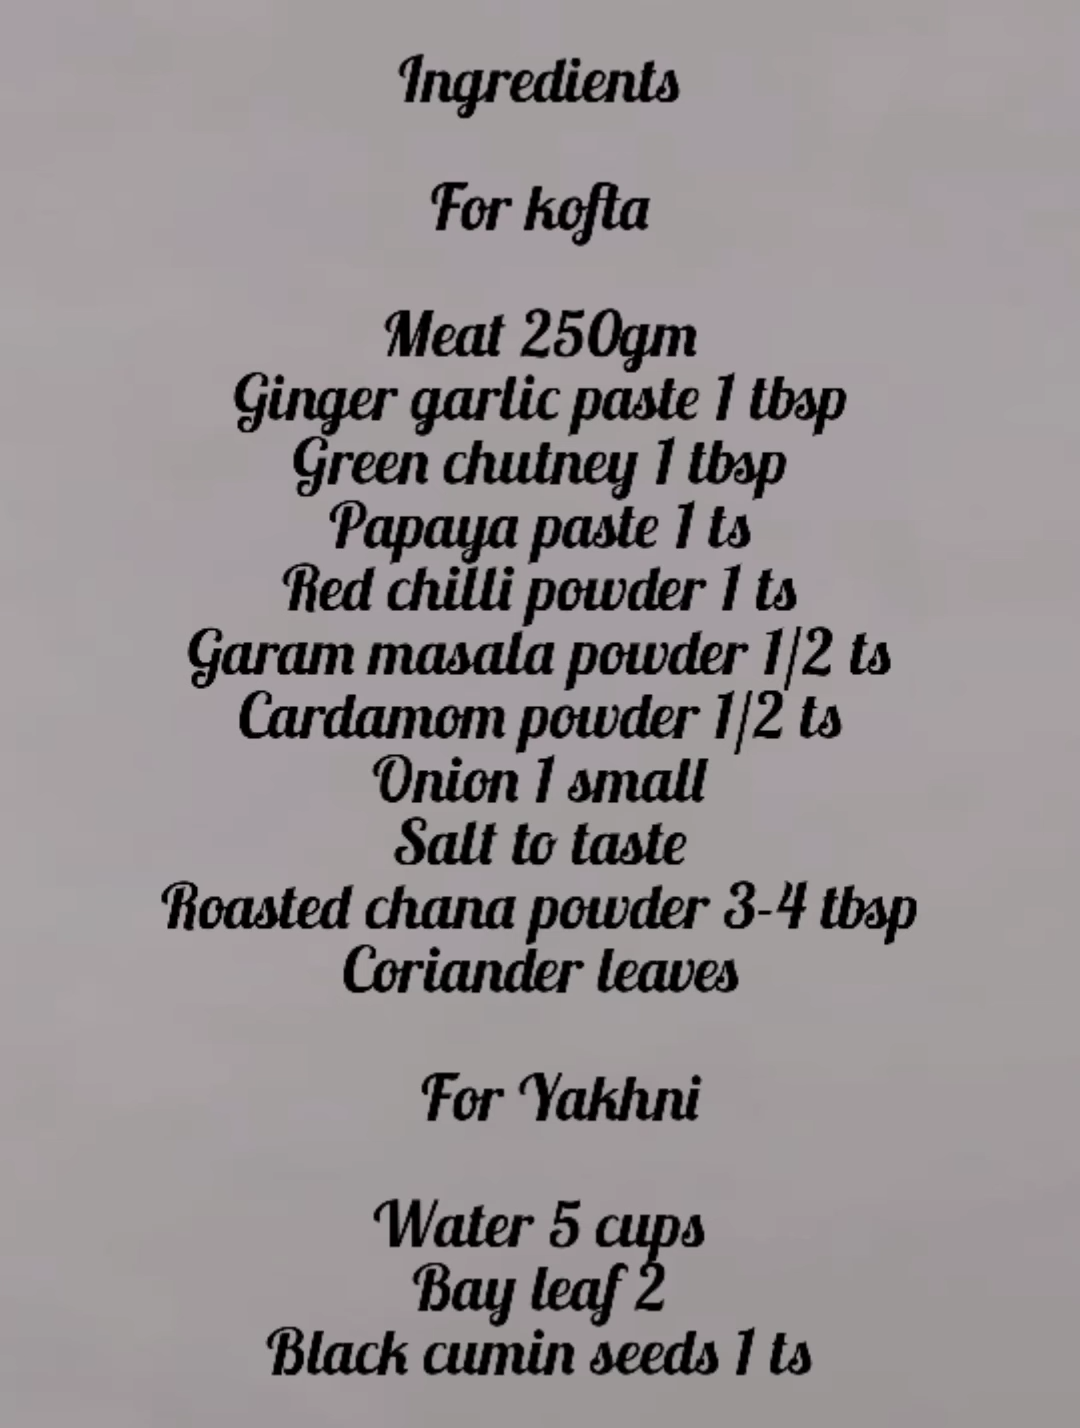 Ingredients
For kofta
Meat 250gm
Ginger garlic paste 1 tbsp
Green chutney 1 tbsp
Papaya paste 1 ts
Red chilli powder 1 ts
Garam masala powder 1/2 ts
Cardamom powder 1/2 ts
Onion 1 small
Salt to taste
Roasted chana powder 3-4 tbsp
Coriander leaves
For Yakhni
Water 5 cups
Bay leaf 2
Black cumin seeds 1 ts